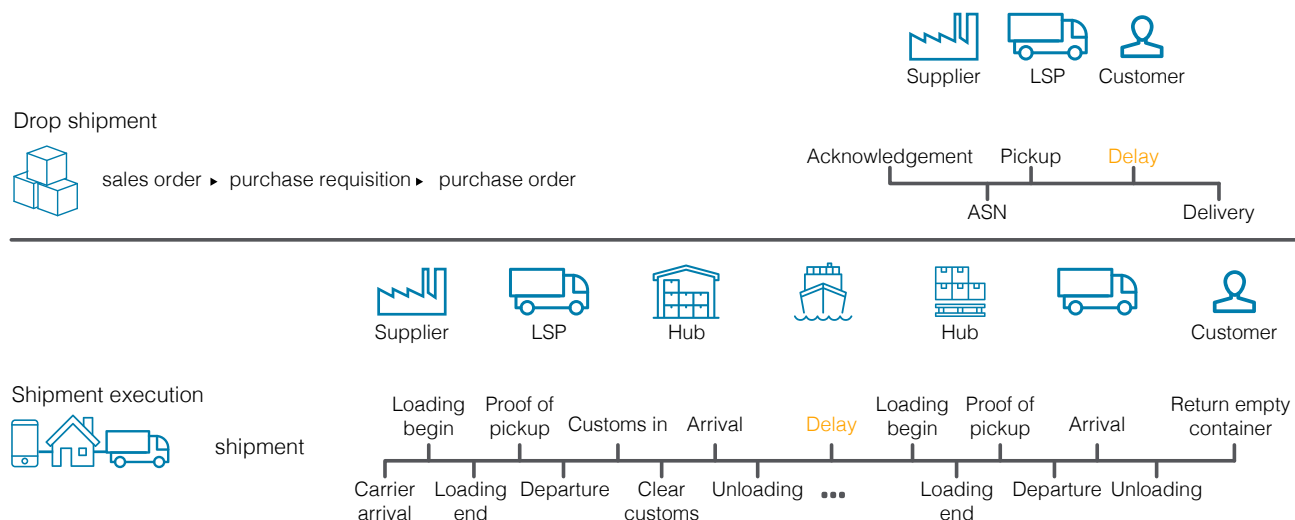 Supplier LSP Customer
Drop shipment
Acknowledgement Pickup Delay
sales order ▸ purchase requisition ▸ purchase order
ASN Delivery
Supplier LSP Hub Hub Customer
Shipment execution
Loading Proof of Loading Proof of Return empty
begin pickup Customs in Arrival Delay begin pickup Arrival container
shipment
Carrier Loading Departure Clear Unloading ... Loading Departure Unloading
arrival end customs end